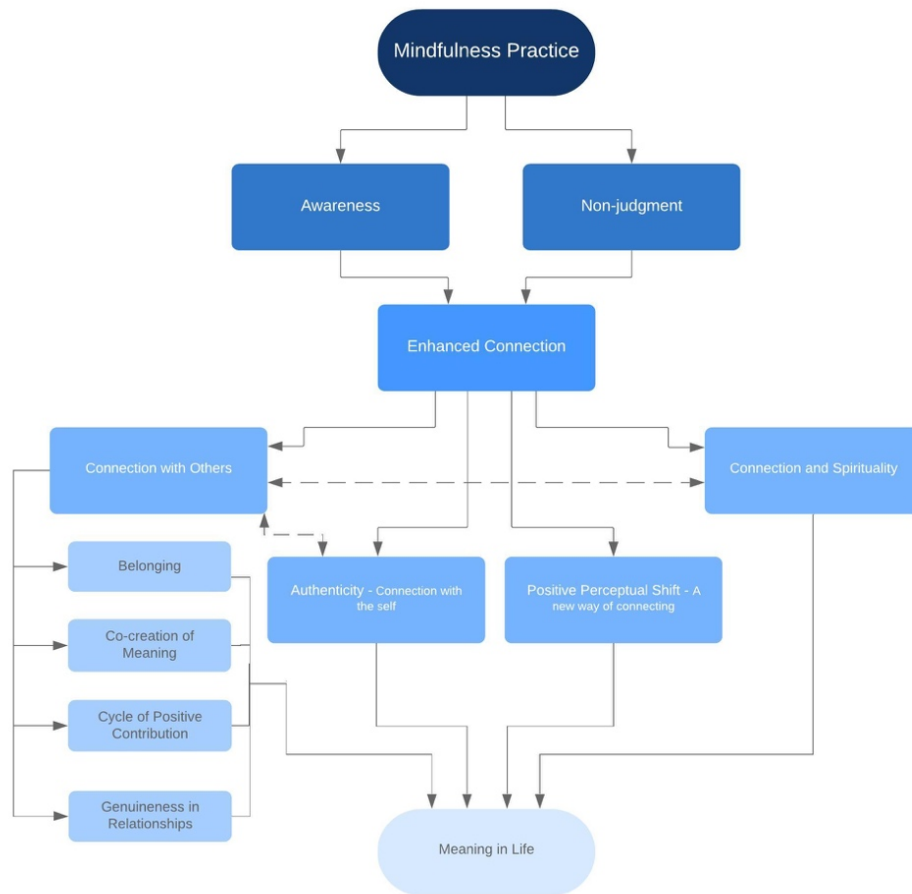 Mindfulness Practice
Awareness
Non-judgment
Enhanced Connection
Connection with Others
Connection and Spirituality
Belonging
Authenticity - Connection with
the self
Positive Perceptual Shift - A
new way of connecting
Co-creation of
Meaning
Cycle of Positive
Contribution
Genuineness in
Relationships
Meaning in Life